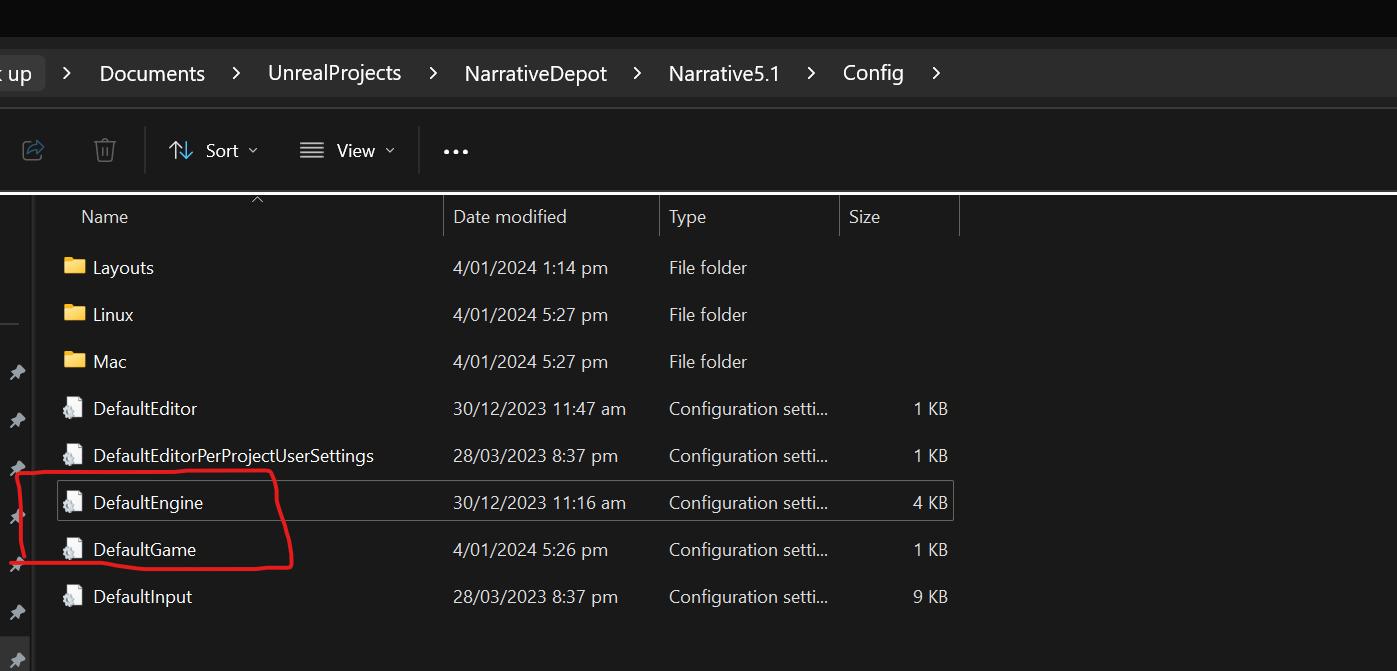 up > Documents > UnrealProjects > NarrativeDepot > Narrative5.1 > Config >
Sort View ...
Name Date modified Type Size
Layouts 4/01/2024 1:14 pm File folder
Linux 4/01/2024 5:27 pm File folder
Mac 4/01/2024 5:27 pm File folder
DefaultEditor 30/12/2023 11:47 am Configuration setti... 1 KB
DefaultEditorPerProjectUserSettings 28/03/2023 8:37 pm Configuration setti... 1 KB
DefaultEngine 30/12/2023 11:16 am Configuration setti... 4 KB
DefaultGame 4/01/2024 5:26 pm Configuration setti... 1 KB
DefaultInput 28/03/2023 8:37 pm Configuration setti... 9 KB